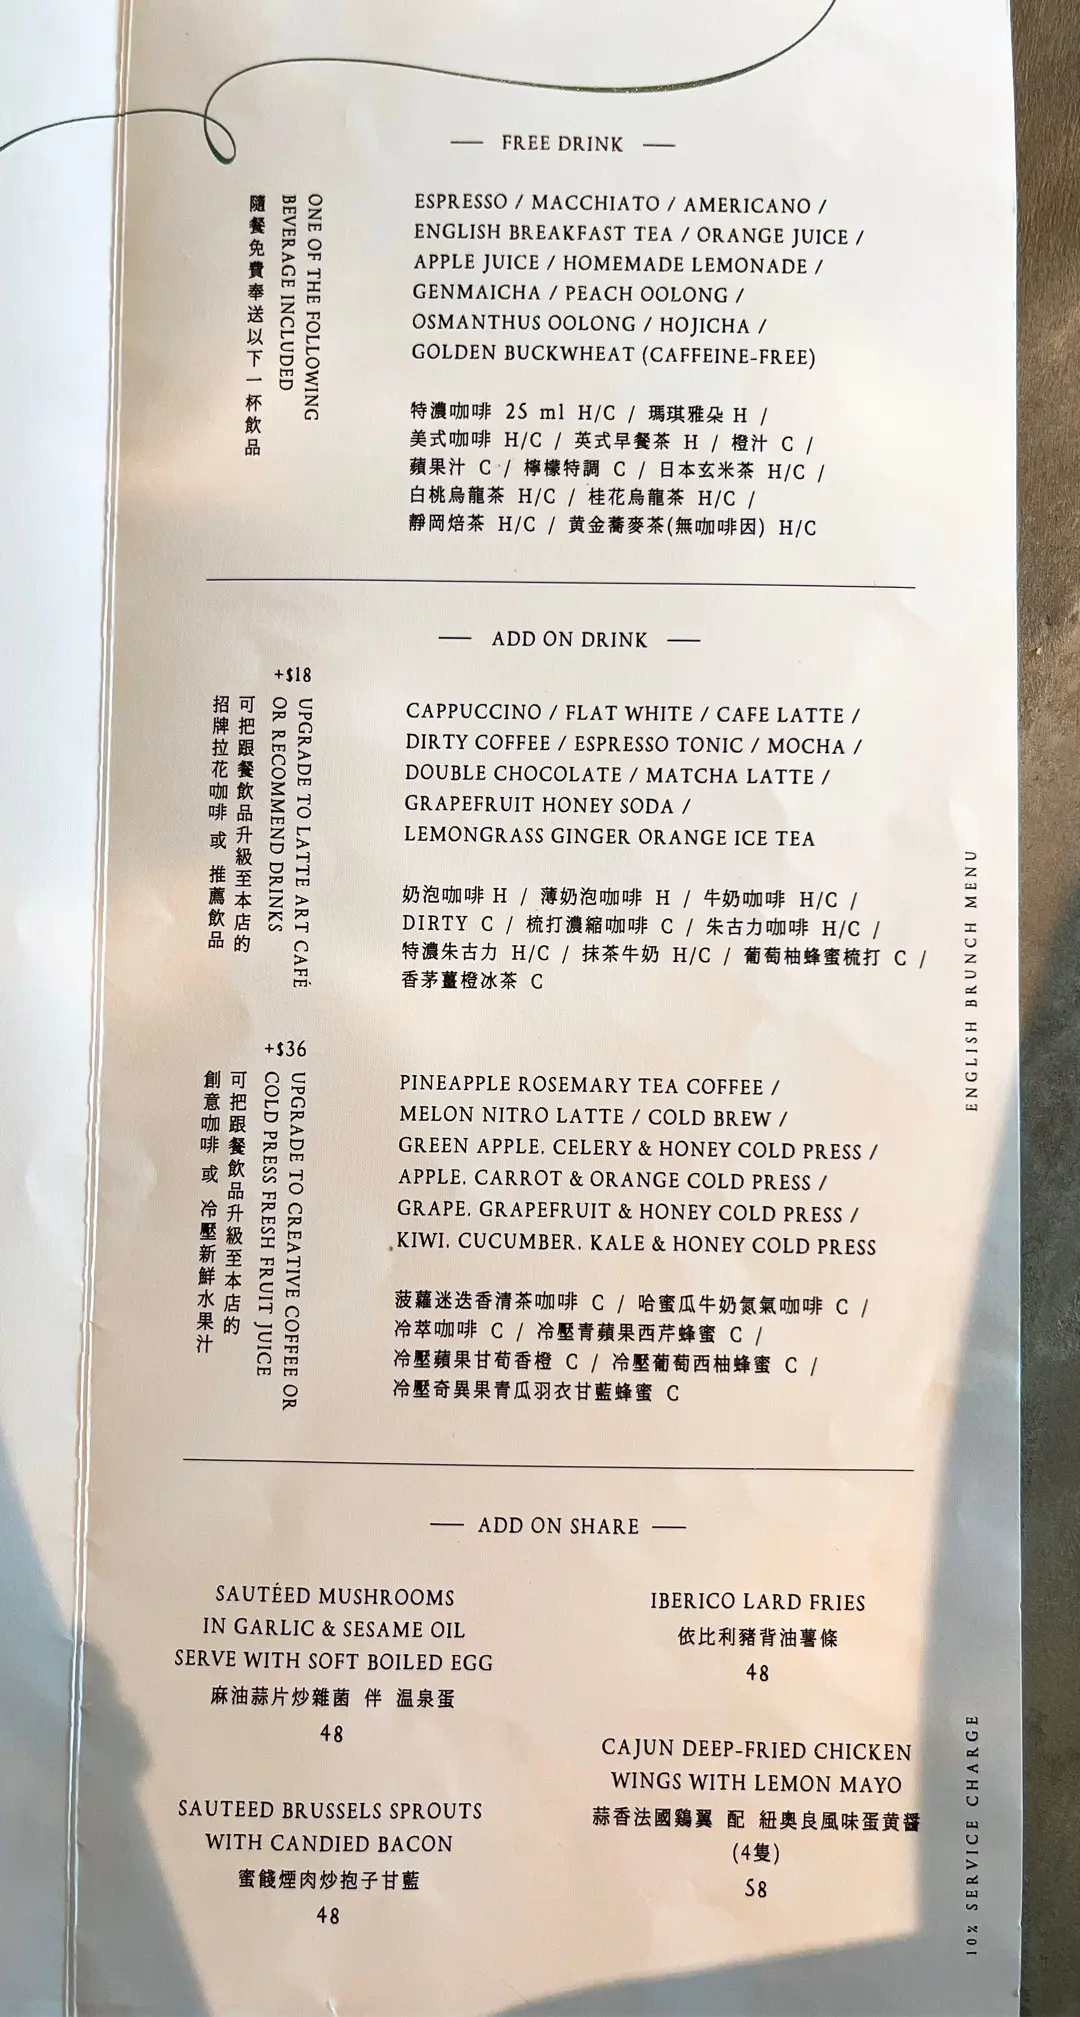 FREE DRINK
ONE OF THE FOLLOWING
BEVERAGE INCLUDED
隨餐免費奉送以下一杯飲品
ESPRESSO / MACCHIATO / AMERICANO /
ENGLISH BREAKFAST TEA / ORANGE JUICE /
APPLE JUICE / HOMEMADE LEMONADE /
GENMAICHA / PEACH OOLONG /
OSMANTHUS OOLONG / HOJICHA /
GOLDEN BUCKWHEAT (CAFFEINE-FREE)
特濃咖啡 25 ml H/C / 瑪琪雅朵 H /
美式咖啡 H/C / 英式早餐茶 H / 橙汁 C /
蘋果汁 C / 檸檬特調 C / 日本玄米茶 H/C /
白桃烏龍茶 H/C / 桂花烏龍茶 H/C /
靜岡焙茶 H/C / 黄金蕎麥茶(無咖啡因) H/C
ADD ON DRINK
+$18
UPGRADE TO LATTE ART CAFÉ
OR RECOMMEND DRINKS
可把跟餐飲品升級至本店的
招牌拉花咖啡 或 推薦飲品
CAPPUCCINO / FLAT WHITE / CAFE LATTE /
DIRTY COFFEE / ESPRESSO TONIC / MOCHA /
DOUBLE CHOCOLATE / MATCHA LATTE /
GRAPEFRUIT HONEY SODA /
LEMONGRASS GINGER ORANGE ICE TEA
奶泡咖啡 H / 薄奶泡咖啡 H / 牛奶咖啡 H/C /
DIRTY C / 梳打濃縮咖啡 C / 朱古力咖啡 H/C /
特濃朱古力 H/C / 抹茶牛奶 H/C / 葡萄柚蜂蜜梳打 C /
香茅薑橙冰茶 C
+$36
UPGRADE TO CREATIVE COFFEE OR
COLD PRESS FRESH FRUIT JUICE
可把跟餐飲品升級至本店的
創意咖啡 或 冷壓新鮮水果汁
PINEAPPLE ROSEMARY TEA COFFEE /
MELON NITRO LATTE / COLD BREW /
GREEN APPLE, CELERY & HONEY COLD PRESS /
APPLE, CARROT & ORANGE COLD PRESS /
GRAPE, GRAPEFRUIT & HONEY COLD PRESS /
KIWI, CUCUMBER, KALE & HONEY COLD PRESS
菠蘿迷迭香清茶咖啡 C / 哈蜜瓜牛奶氮氣咖啡 C /
冷萃咖啡 C / 冷壓青蘋果西芹蜂蜜 C /
冷壓蘋果甘荀香橙 C / 冷壓葡萄西柚蜂蜜 C /
冷壓奇異果青瓜羽衣甘藍蜂蜜 C
ENGLISH BRUNCH MENU
ADD ON SHARE
SAUTÉED MUSHROOMS
IN GARLIC & SESAME OIL
SERVE WITH SOFT BOILED EGG
麻油蒜片炒雜菌 伴 温泉蛋
48
SAUTEED BRUSSELS SPROUTS
WITH CANDIED BACON
蜜餞煙肉炒抱子甘藍
48
IBERICO LARD FRIES
依比利豬背油薯條
48
CAJUN DEEP-FRIED CHICKEN
WINGS WITH LEMON MAYO
蒜香法國鷄翼 配 紐奧良風味蛋黄醬
(4隻)
58
10% SERVICE CHARGE